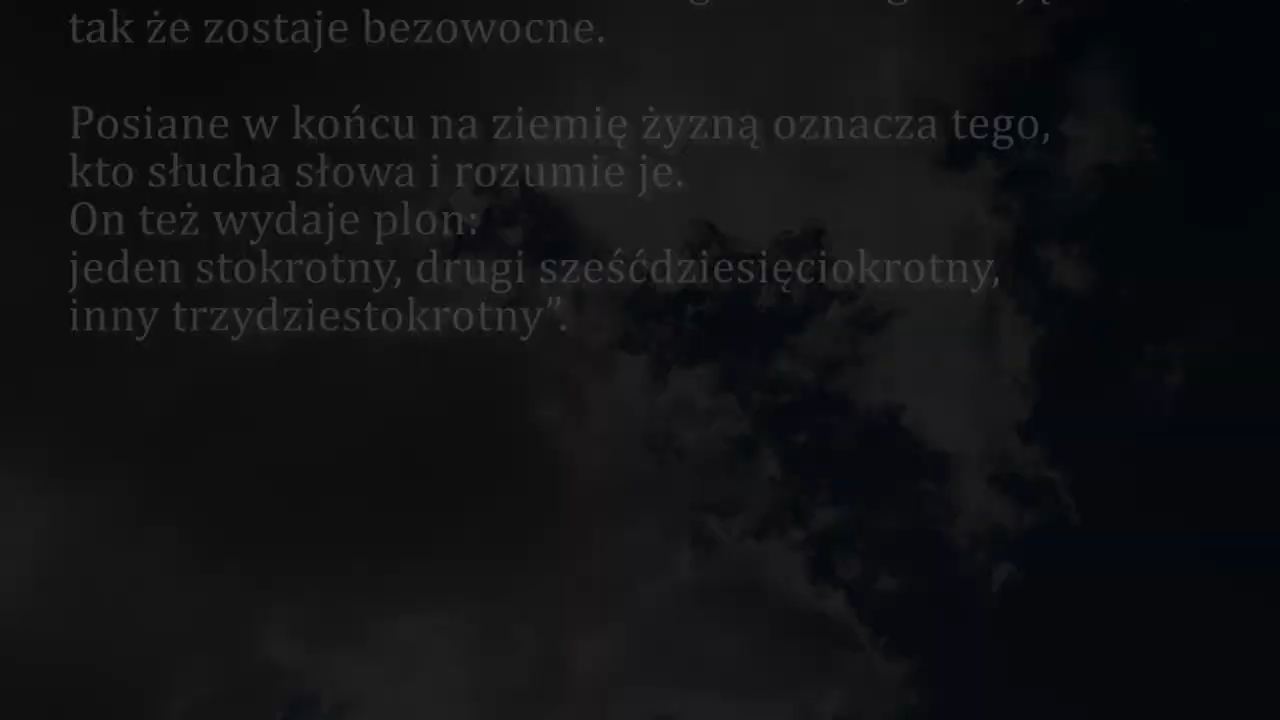 tak że zostaje bezowocne.
Posiane w końcu na ziemię żyzną oznacza tego,
kto słucha słowa i rozumie je.
On też wydaje plon:
jeden stokrotny, drugi sześćdziesięciokrotny,
inny trzydziestokrotny”.